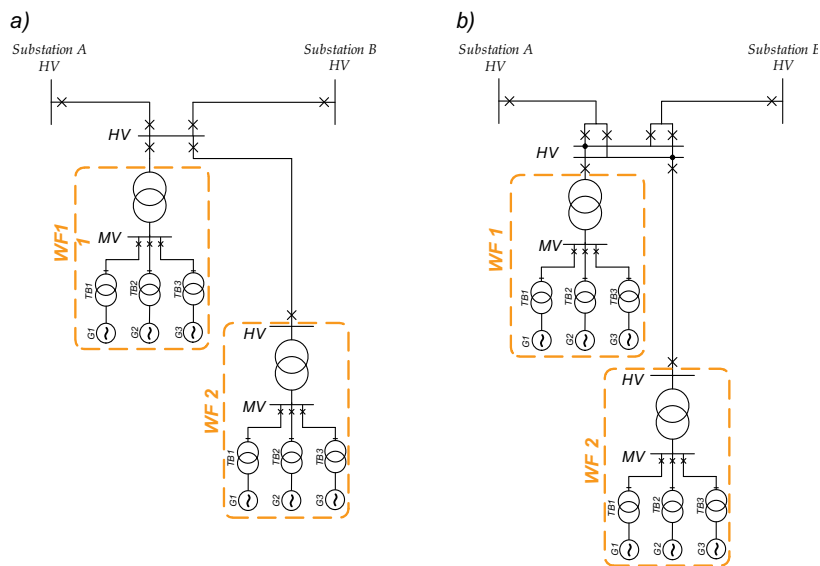 a)
Substation A
HV
Substation B
HV
HV
WF1
1
MV
TB1
TB2
TB3
G1
G2
G3
HV
WF 2
MV
TB1
TB2
TB3
G1
G2
G3
b)
Substation A
HV
Substation B
HV
HV
WF 1
MV
TB1
TB2
TB3
G1
G2
G3
HV
WF 2
MV
TB1
TB2
TB3
G1
G2
G3